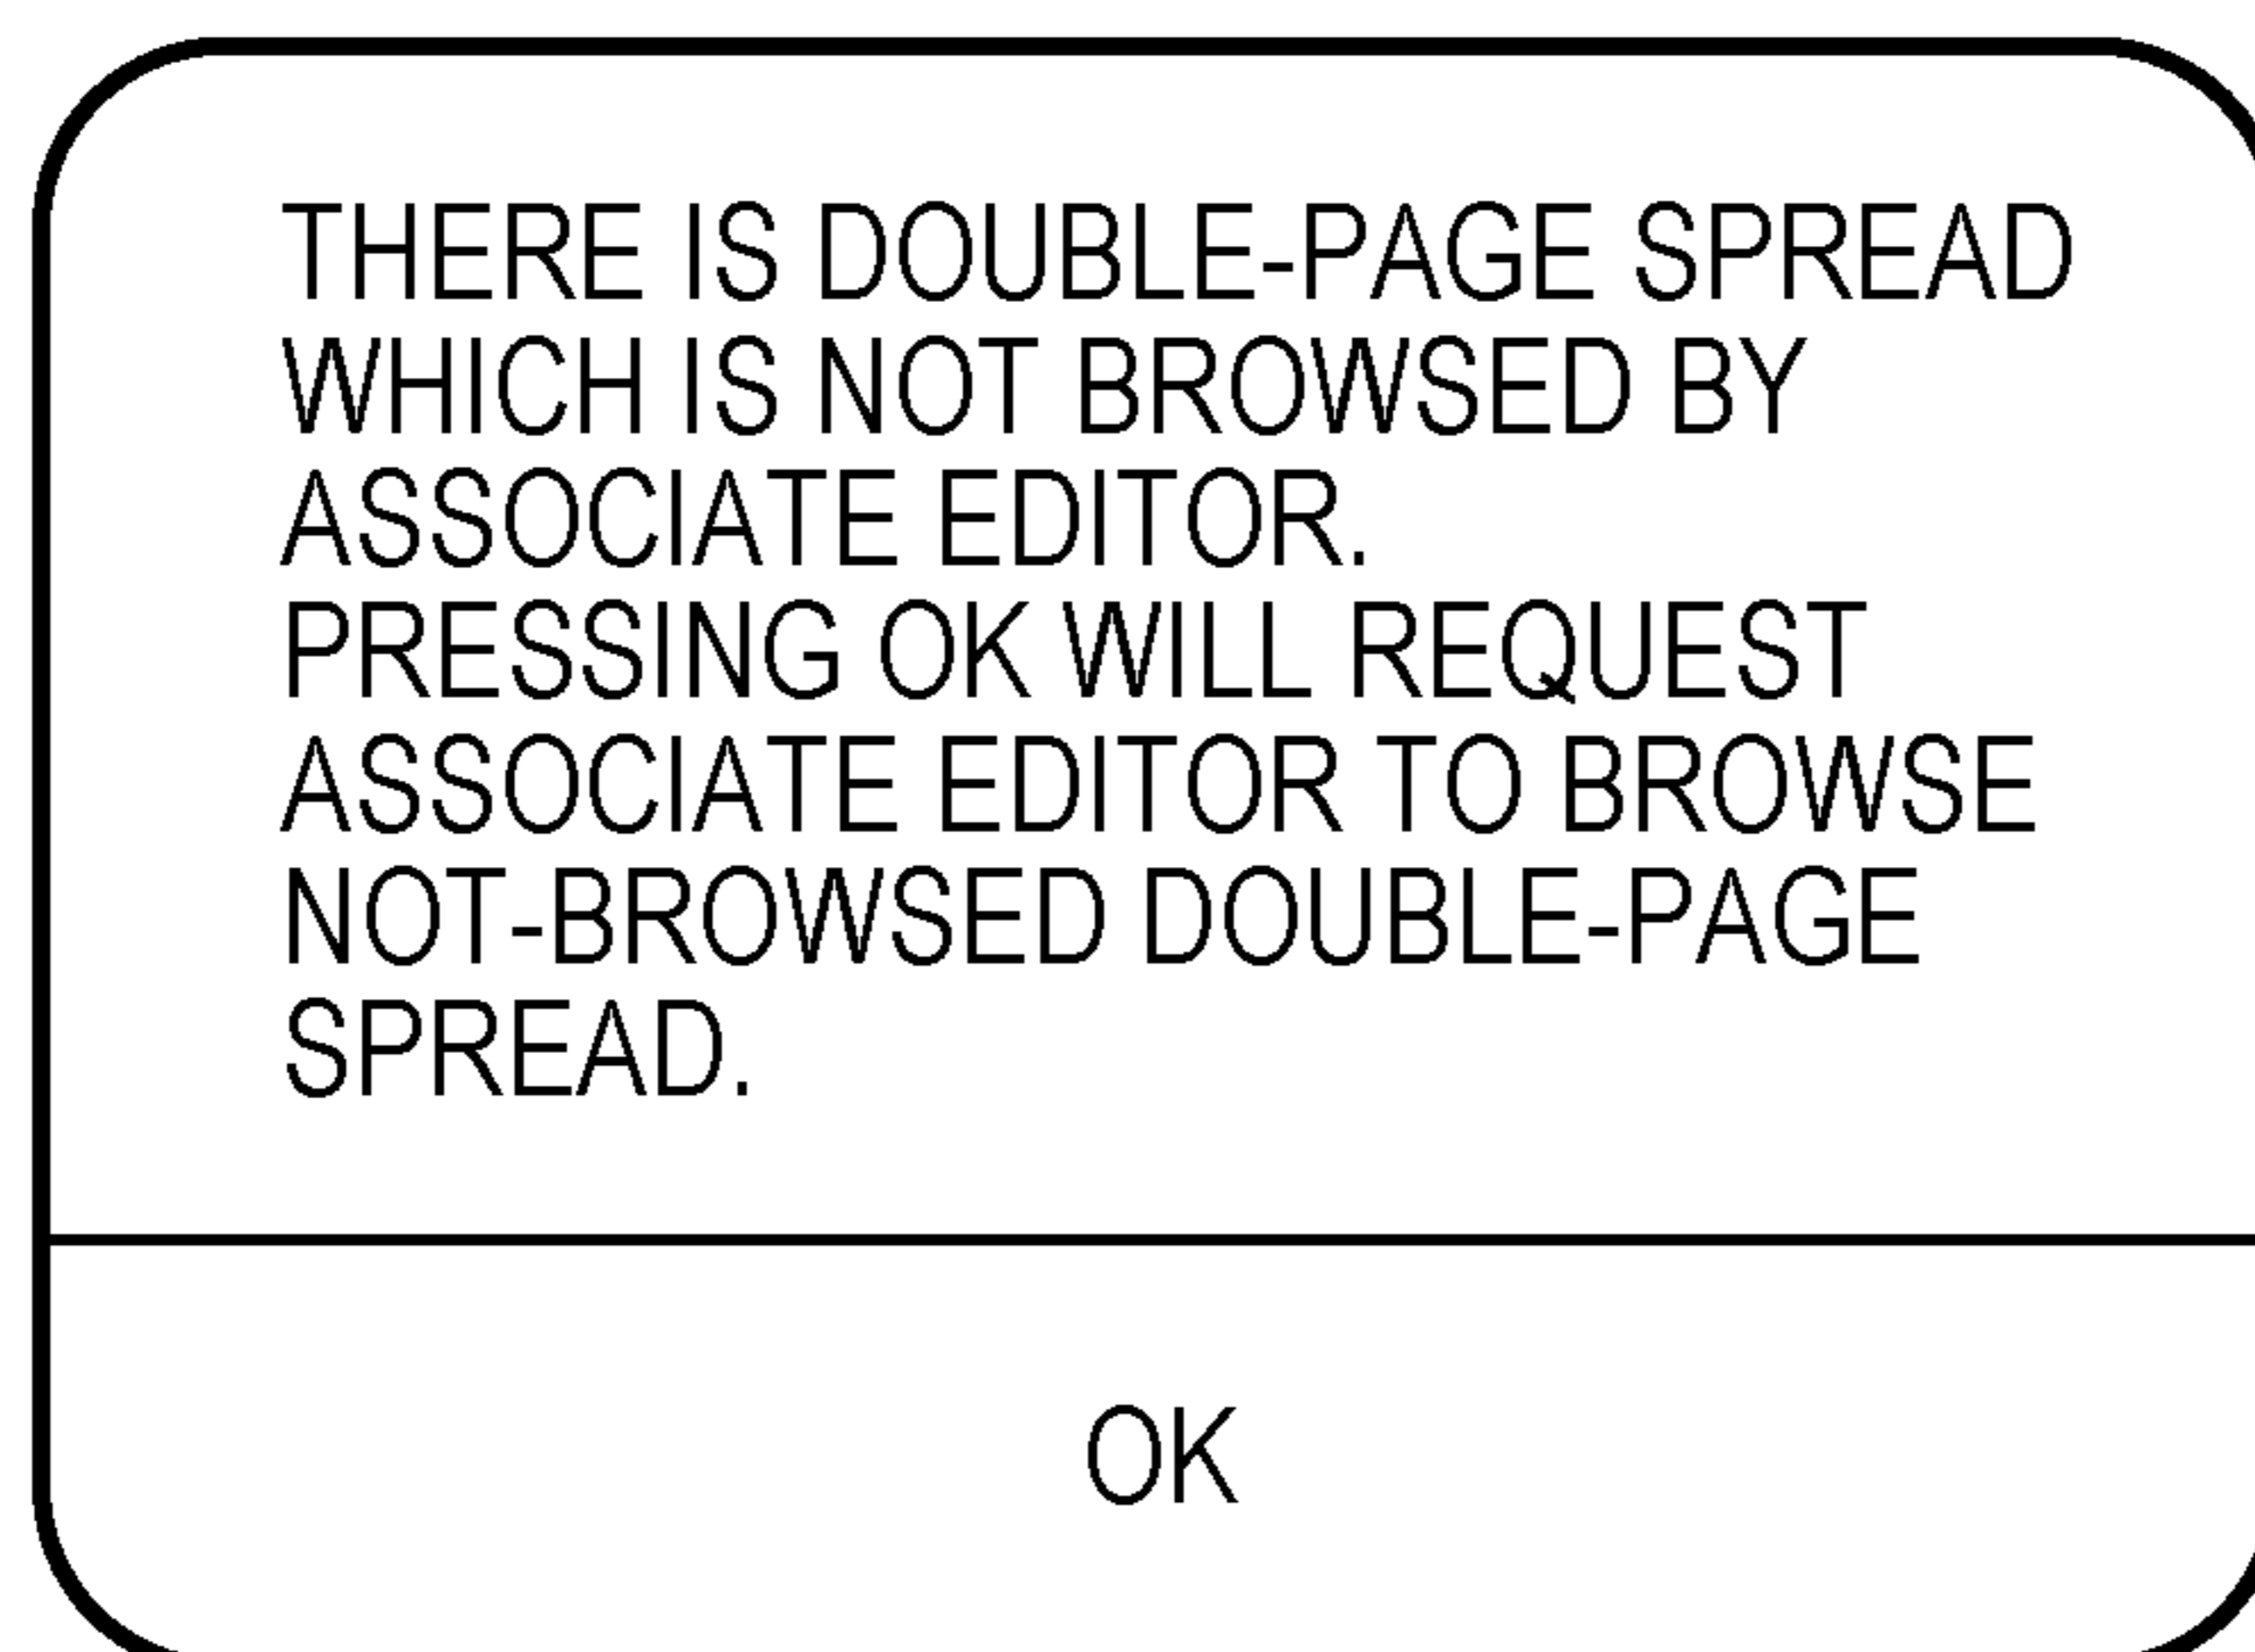 THERE IS DOUBLE-PAGE SPREAD
WHICH IS NOT BROWSED BY
ASSOCIATE EDITOR.
PRESSING OK WILL REQUEST
ASSOCIATE EDITOR TO BROWSE
NOT-BROWSED DOUBLE-PAGE
SPREAD.
OK